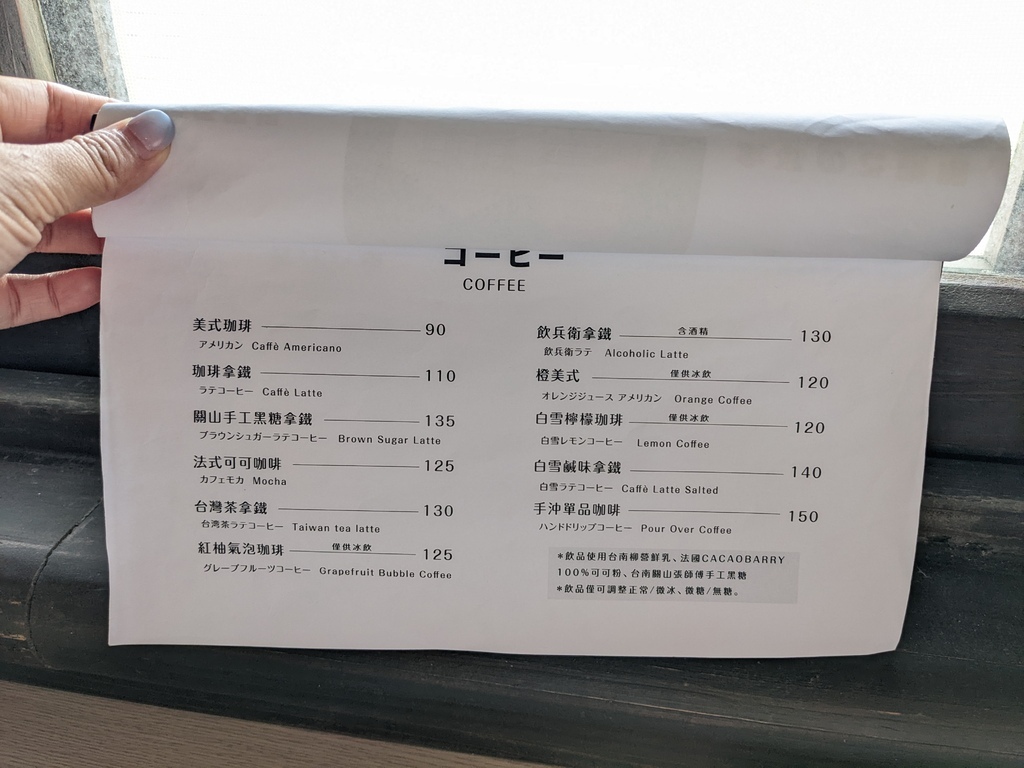 コーヒー
COFFEE
美式珈琲 90
アメリカン Caffè Americano
珈琲拿鐵 110
ラテコーヒー Caffè Latte
關山手工黑糖拿鐵 135
ブラウンシュガーラテコーヒー Brown Sugar Latte
法式可可咖啡 125
カフェモカ Mocha
台灣茶拿鐵 130
台湾茶ラテコーヒー Taiwan tea latte
紅柚氣泡珈琲 僅供冰飲 125
グレープフルーツコーヒー Grapefruit Bubble Coffee
飲兵衛拿鐵 含酒精 130
飲兵衛ラテ Alcoholic Latte
橙美式 僅供冰飲 120
オレンジジュース アメリカン Orange Coffee
白雪檸檬珈琲 僅供冰飲 120
白雪レモンコーヒー Lemon Coffee
白雪鹹味拿鐵 140
白雪ラテコーヒー Caffè Latte Salted
手沖單品咖啡 150
ハンドドリップコーヒー Pour Over Coffee
*飲品使用台南柳營鮮乳、法國CACAOBARRY
100%可可粉、台南關山張師傅手工黑糖
*飲品僅可調整正常/微冰、微糖/無糖。